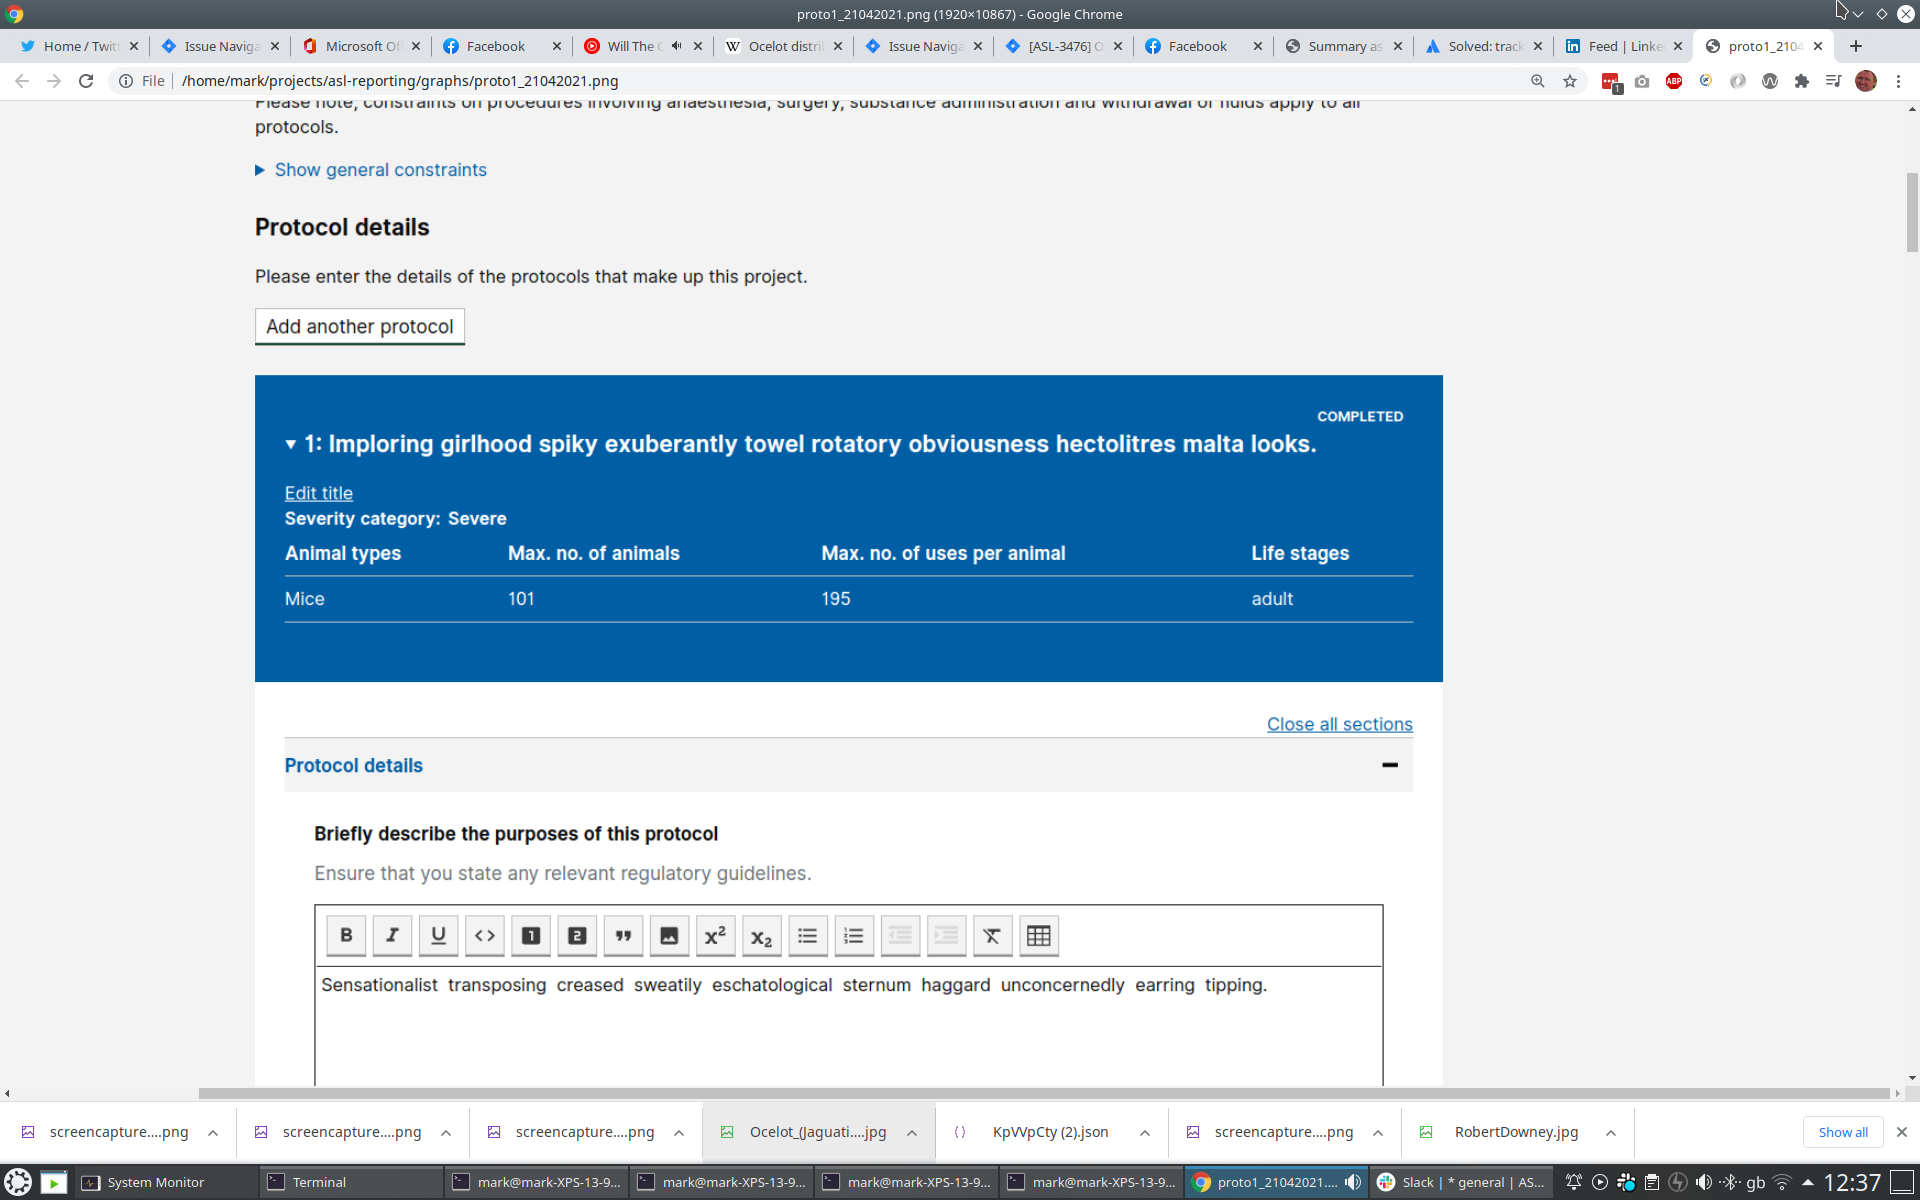 proto1_21042021.png (1920×10867) - Google Chrome
Home / Twit
Issue Naviga
Microsoft Of
Facebook
Will The
Ocelot distri
Issue Naviga
[ASL-3476]
Facebook
Summary as
Solved: trac
Feed | Linke
proto1_2104
File
/home/mark/projects/asl-reporting/graphs/proto1_21042021.png
Please note, constraints on procedures involving anaesthesia, surgery, substance administration and withdrawal of fluids apply to all
protocols.
Show general constraints
Protocol details
Please enter the details of the protocols that make up this project.
Add another protocol
COMPLETED
1: Imploring girlhood spiky exuberantly towel rotatory obviousness hectolitres malta looks.
Edit title
Severity category: Severe
Animal types Max. no. of animals Max. no. of uses per animal Life stages
Mice 101 195 adult
Close all sections
Protocol details
Briefly describe the purposes of this protocol
Ensure that you state any relevant regulatory guidelines.
B I U <> 1 2 x² x₂
Sensationalist transposing creased sweatily eschatological sternum haggard unconcernedly earring tipping.
screencapture....png
screencapture....png
screencapture....png
Ocelot_(Jaguati....jpg
KpVVpCty (2).json
screencapture....png
RobertDowney.jpg
Show all
System Monitor
Terminal
mark@mark-XPS-13-9...
mark@mark-XPS-13-9...
mark@mark-XPS-13-9...
mark@mark-XPS-13-9...
proto1_21042021....
Slack | * general | AS...
gb
12:37